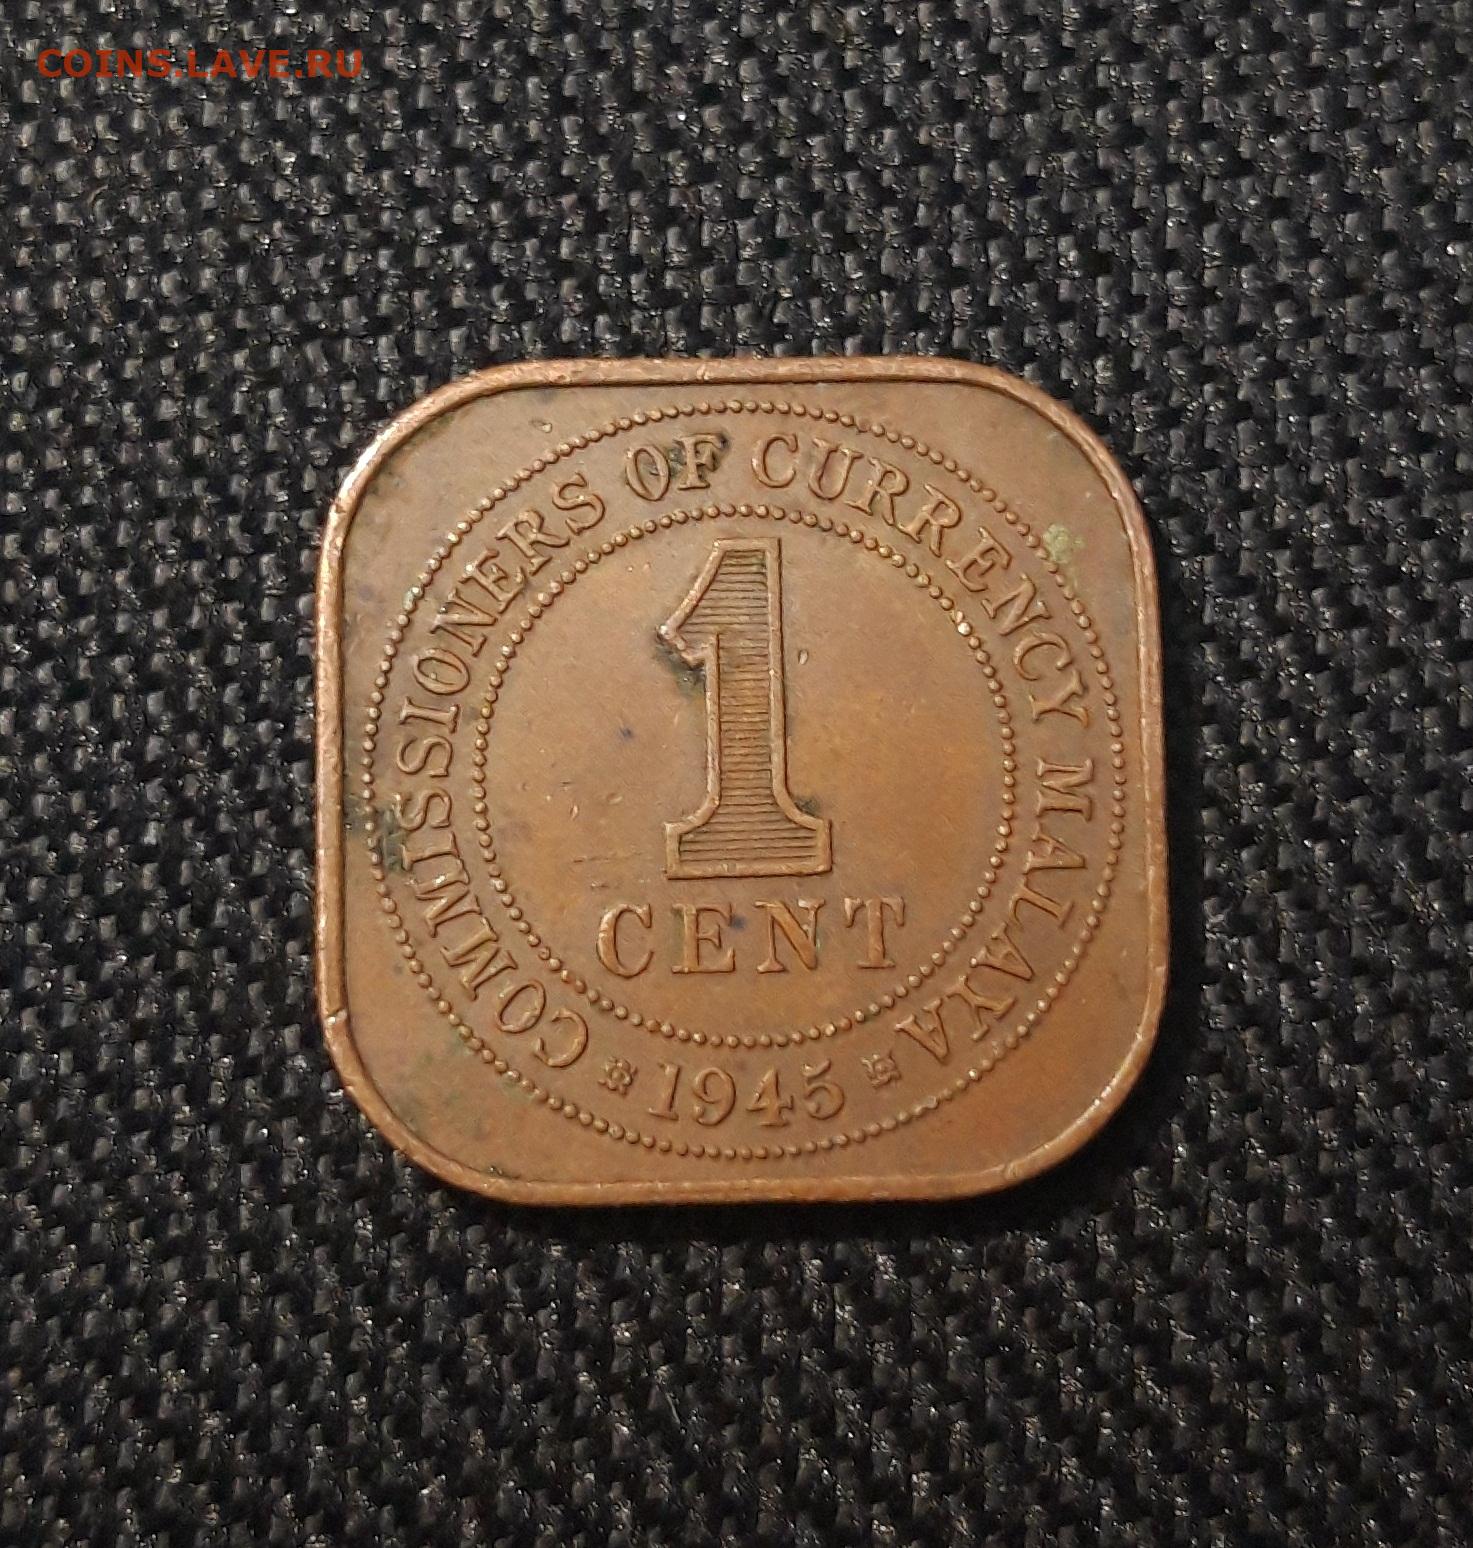 COINS.LAVE.RU
COMMISSIONERS OF CURRENCY MALAYA
1
CENT
1945